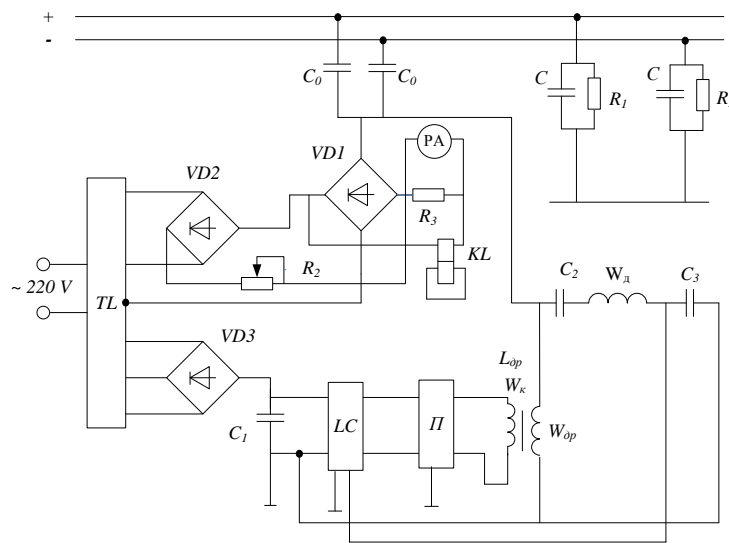 +
-
C₀ C₀
C R₁ C R
PA
VD1
VD2
R₃
KL
R₂
~ 220 V
TL
C₂ Wд C₃
VD3
Lдр
Wк
C₁ LC П Wдр